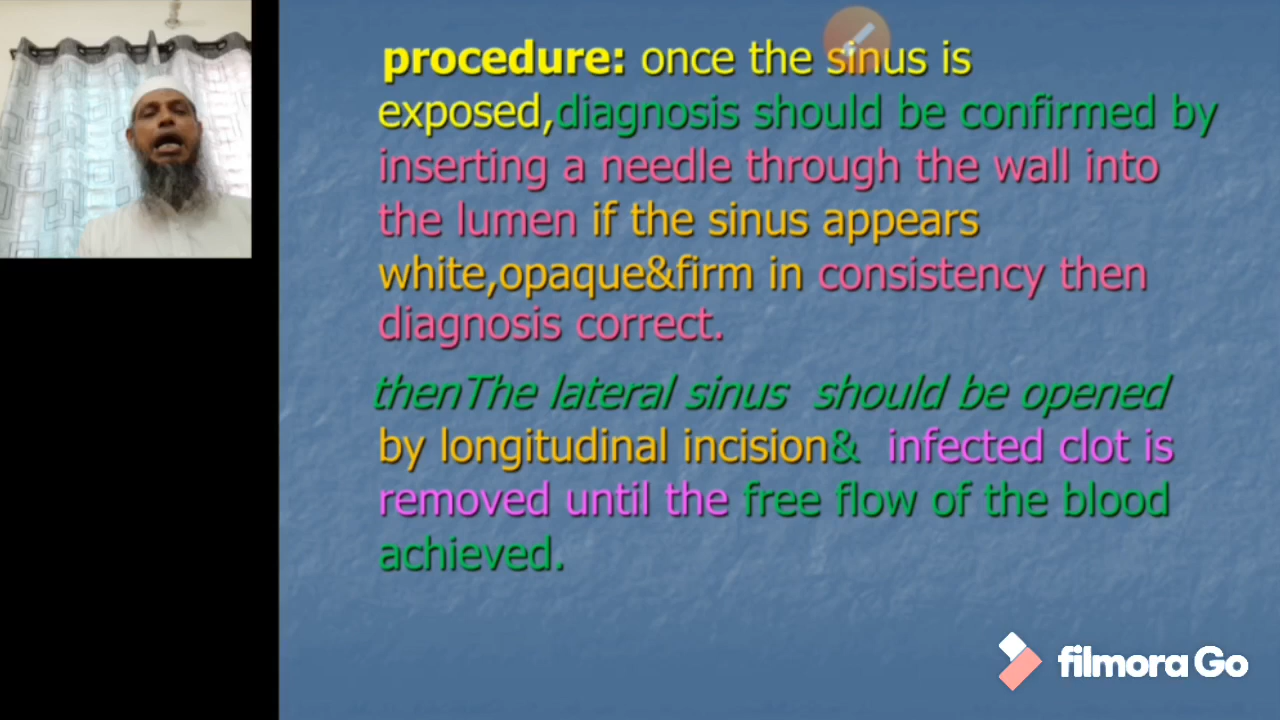 procedure: once the sinus is
exposed,diagnosis should be confirmed by
inserting a needle through the wall into
the lumen if the sinus appears
white,opaque&firm in consistency then
diagnosis correct.
thenThe lateral sinus should be opened
by longitudinal incision& infected clot is
removed until the free flow of the blood
achieved.
filmora Go